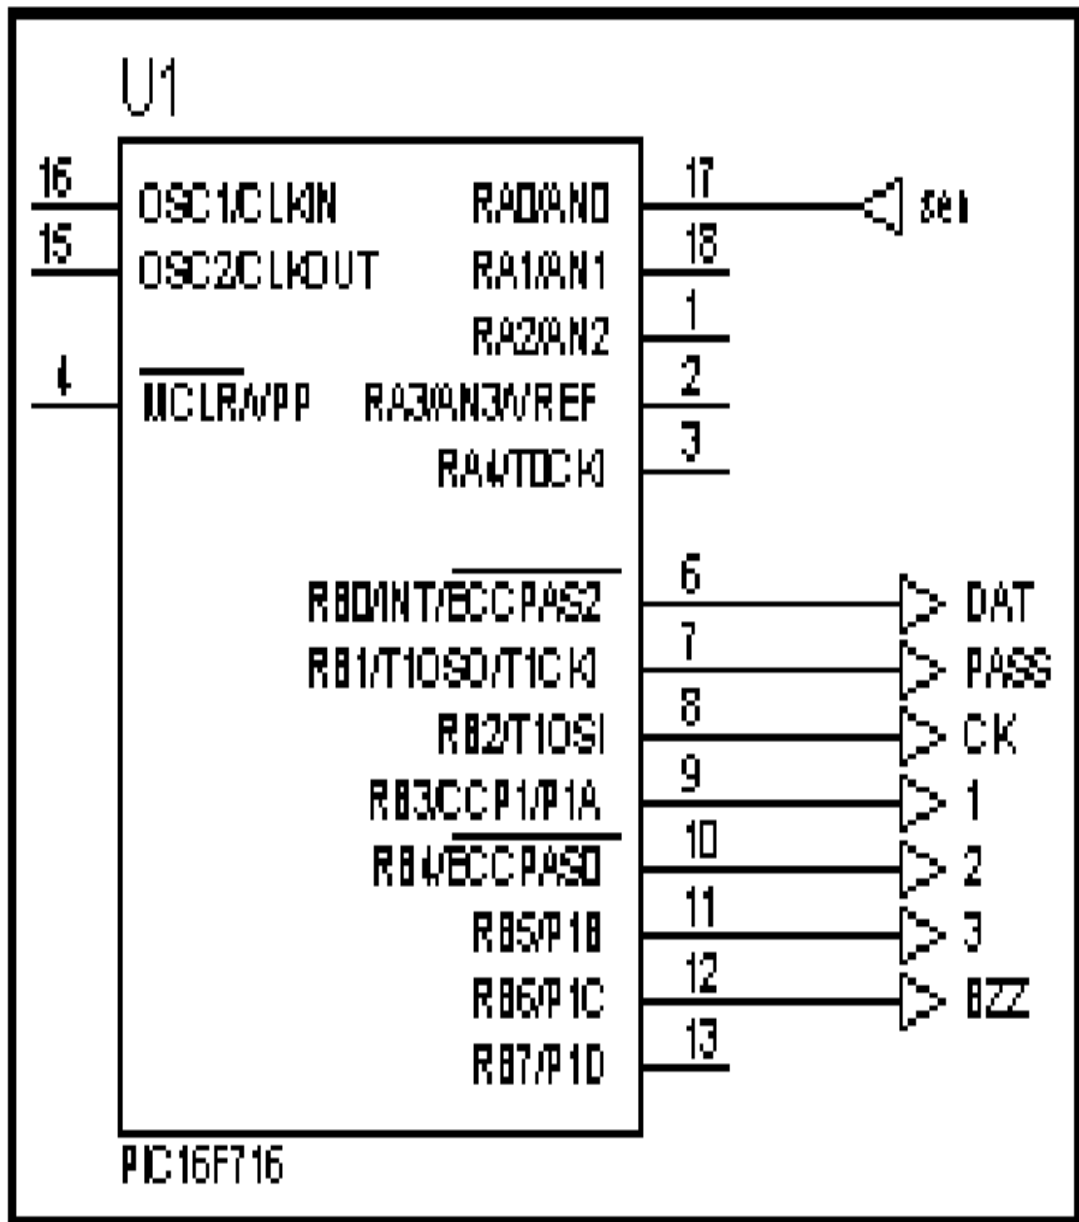 U1
16 OSC1/CLKIN RA0/AN0 17 sen
15 OSC2/CLKOUT RA1/AN1 18
RA2/AN2 1
4 MCLR/VPP RA3/AN3/VREF 2
RA4/T0CKI 3
RB0/INT/ECCPAS2 6 DAT
RB1/T1OSO/T1CKI 7 PASS
RB2/T1OSI 8 CK
RB3/CCP1/P1A 9 1
RB4/ECCPAS0 10 2
RB5/P1B 11 3
RB6/P1C 12 BZZ
RB7/P1D 13
PIC16F716